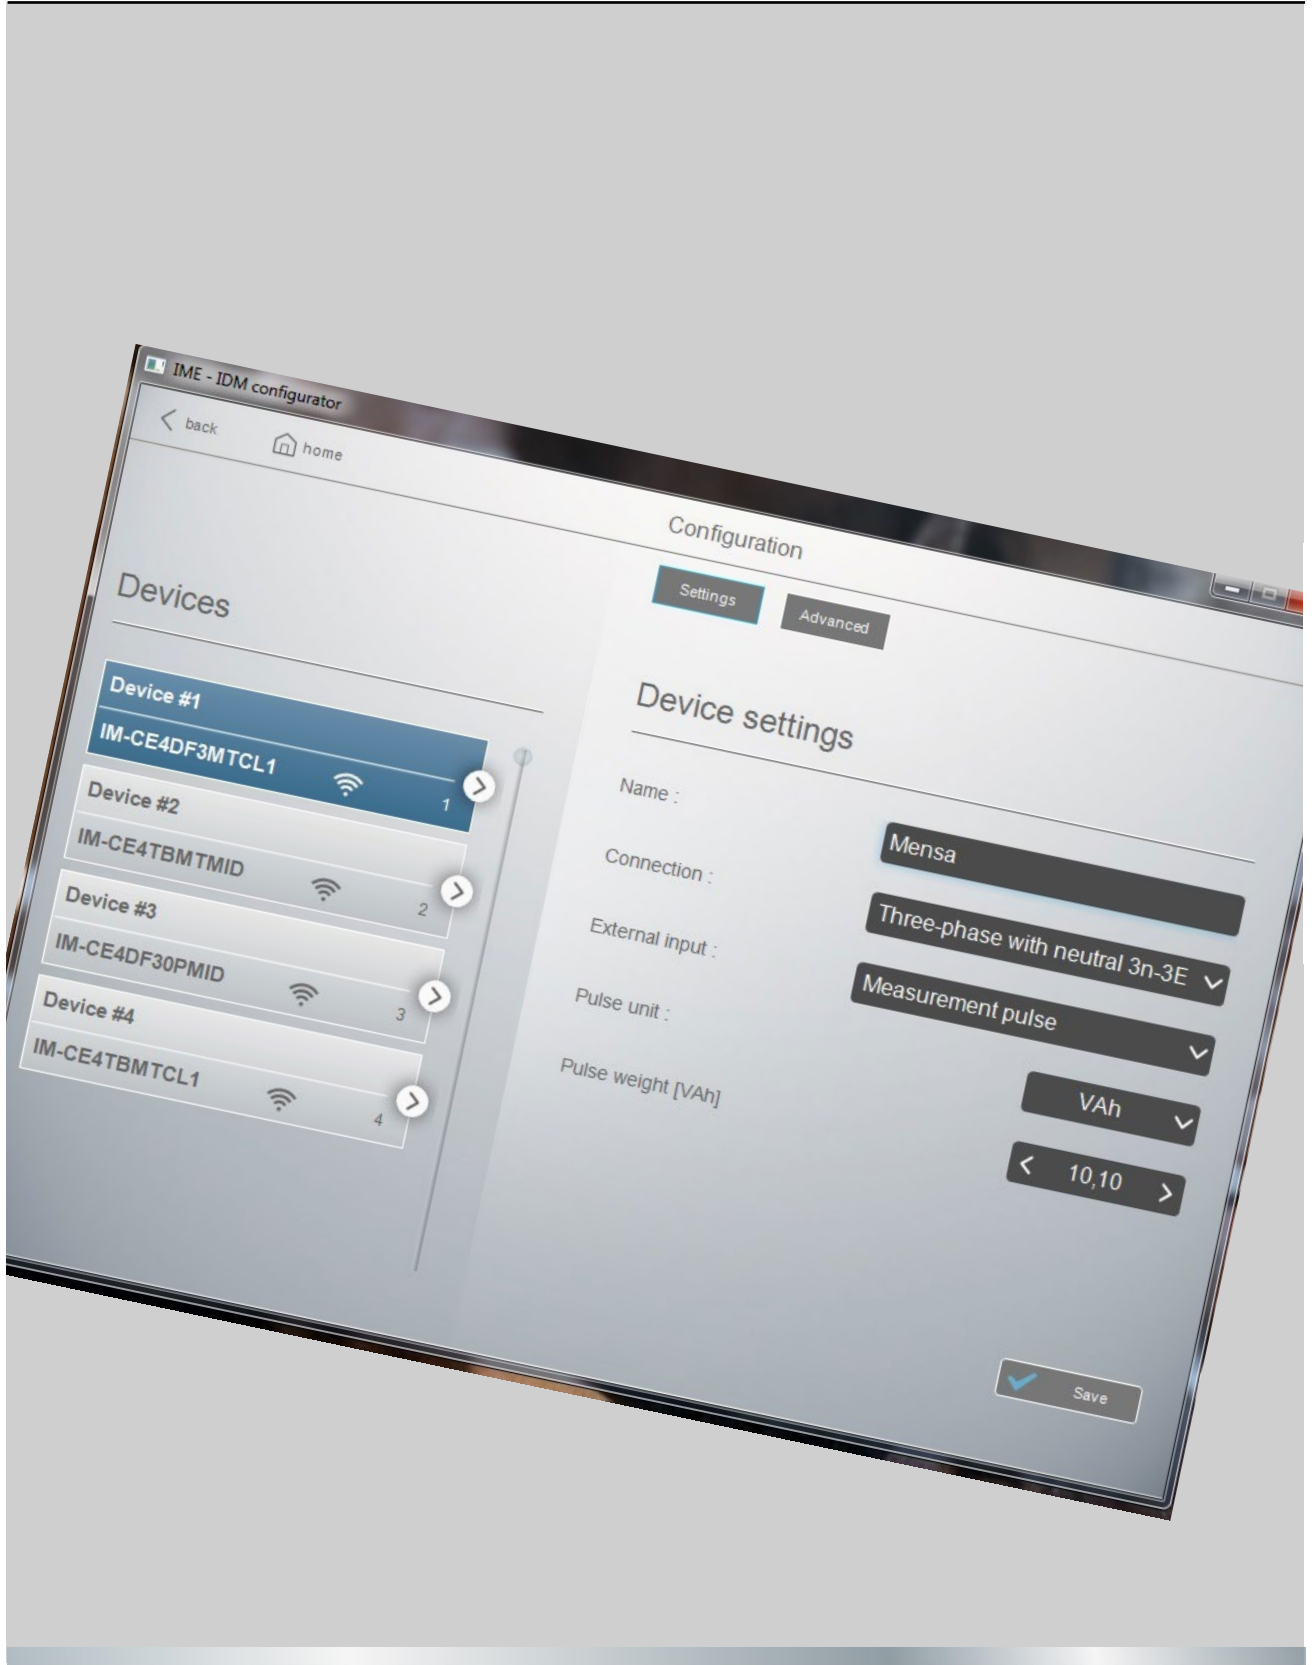 IME - IDM configurator
back
home
Configuration
Settings
Advanced
Devices
Device #1
IM-CE4DF3MTCL1
1
Device #2
IM-CE4TBMTMID
2
Device #3
IM-CE4DF30PMID
3
Device #4
IM-CE4TBMTCL1
4
Device settings
Name :
Mensa
Connection :
Three-phase with neutral 3n-3E
External input :
Measurement pulse
Pulse unit :
VAh
Pulse weight [VAh]
10,10
Save